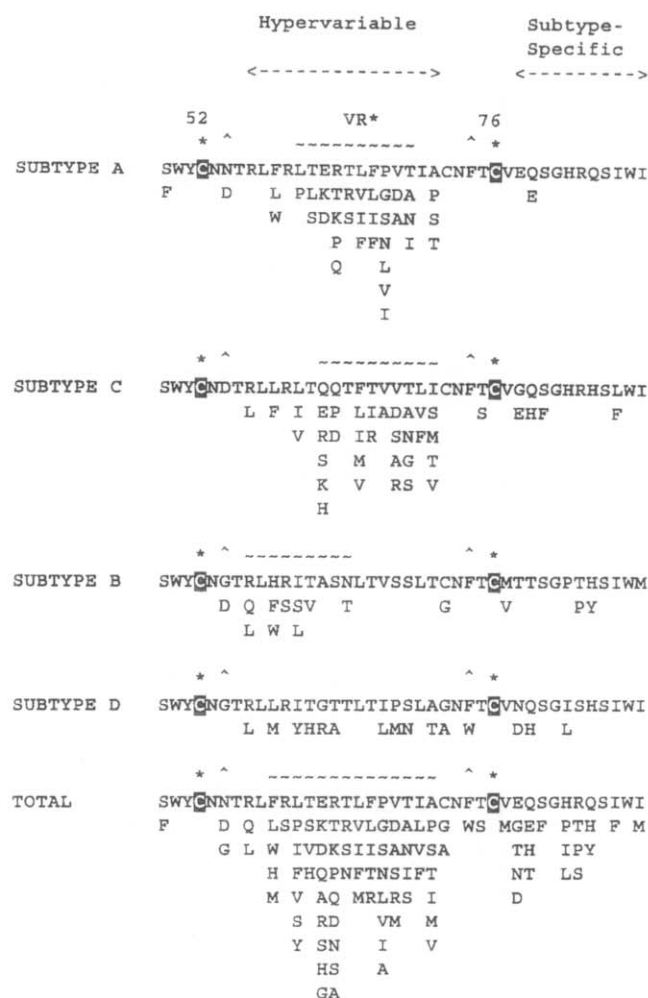 Hypervariable Subtype-
Specific
<--------------> <--------->
52 VR* 76
* ^ ~~~~~~~~~ ^ *
SUBTYPE A SWYCNNTRLFRLTERTLFPVTIACNFTCVEQSGHRQSIWI
F D L PLKTRVLGDA P E
W SDKSIISAN S
P FFN I T
Q L
V
I
* ^ ~~~~~~~~~ ^ *
SUBTYPE C SWYCNDTRLLRLTQQTFTVVTLICNFTCVGQSGHRHSLWI
L F I EP LIADAVS S EHF F
V RD IR SNFM
S M AG T
K V RS V
H
* ^ ~~~~~~~~ ^ *
SUBTYPE B SWYCNGTRLHRITASNLTVSSLTCNFTCMTTSGPTHSIWM
D Q FSSV T G V PY
L W L
* ^ ^ *
SUBTYPE D SWYCNGTRLLRITGTTLTIPSLAGNFTCVNQSGISHSIWI
L M YHRA LMN TA W DH L
* ^ ~~~~~~~~~~~~~ ^ *
TOTAL SWYCNNTRLFRLTERTLFPVTIACNFTCVEQSGHRQSIWI
F D Q LSPSKTRVLGDALPG WS MGEF PTH F M
G L W IVDKSIISANVSA TH IPY
H FHQPNFTNSIFT NT LS
M V AQ MRLRS I D
S RD VM M
Y SN I V
HS A
GA